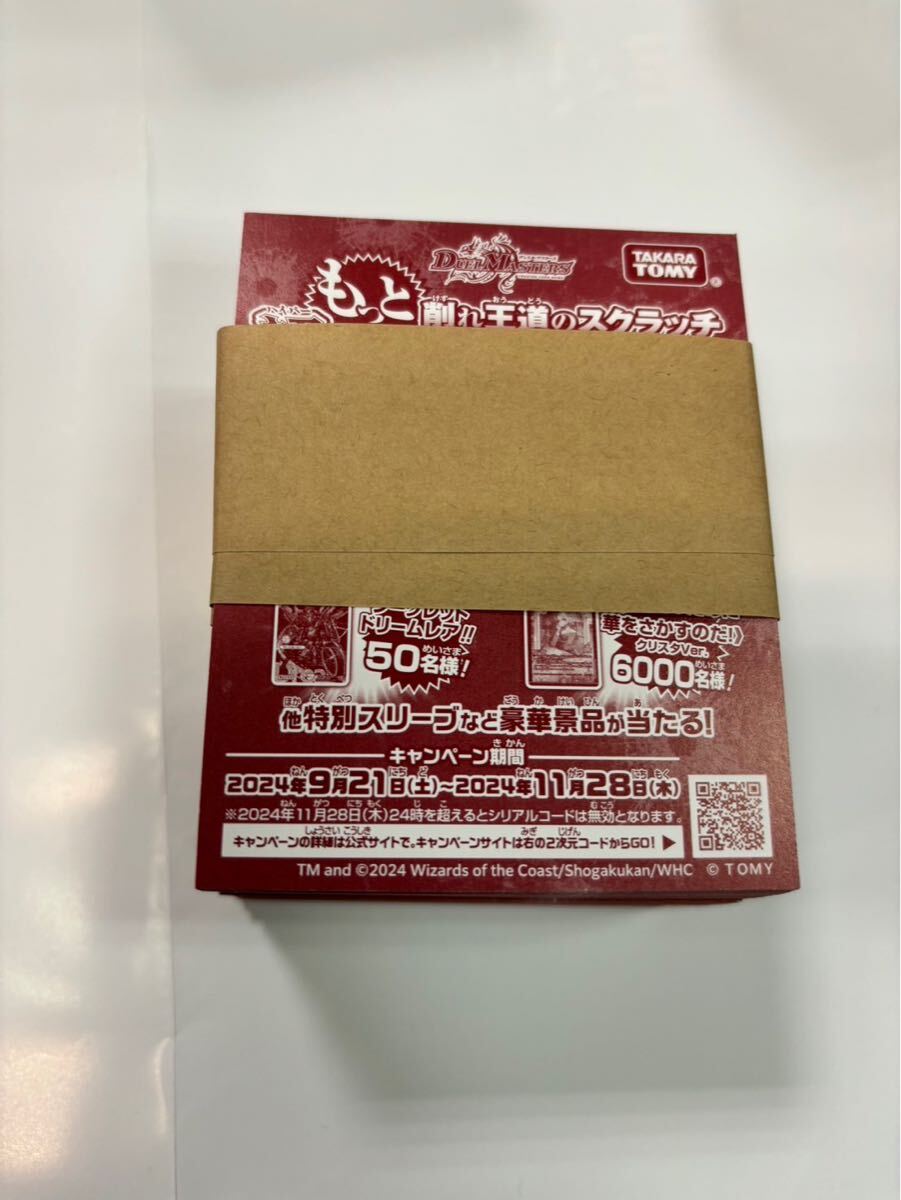 DUEL MASTERS
TAKARA TOMY
もっと
削れ王道のスクラッチ
ドリームレア!!
50名様!
華をさかすのだ!》
クリスタVer.
6000名様!
他特別スリーブなど豪華景品が当たる!
キャンペーン期間
2024年9月21日(土)~2024年11月28日(木)
※2024年11月28日(木)24時を超えるとシリアルコードは無効となります。
キャンペーンの詳細は公式サイトで。キャンペーンサイトは右の2次元コードからGO!▶
TM and ©2024 Wizards of the Coast/Shogakukan/WHC © TOMY